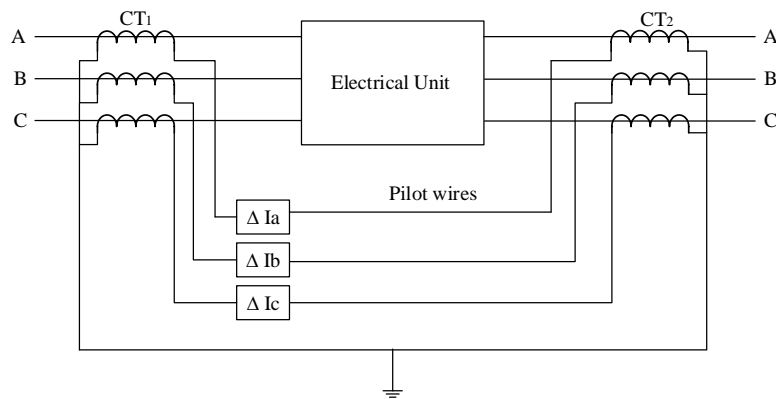 CT1
CT2
A
A
B
Electrical Unit
B
C
C
Pilot wires
Δ Ia
Δ Ib
Δ Ic